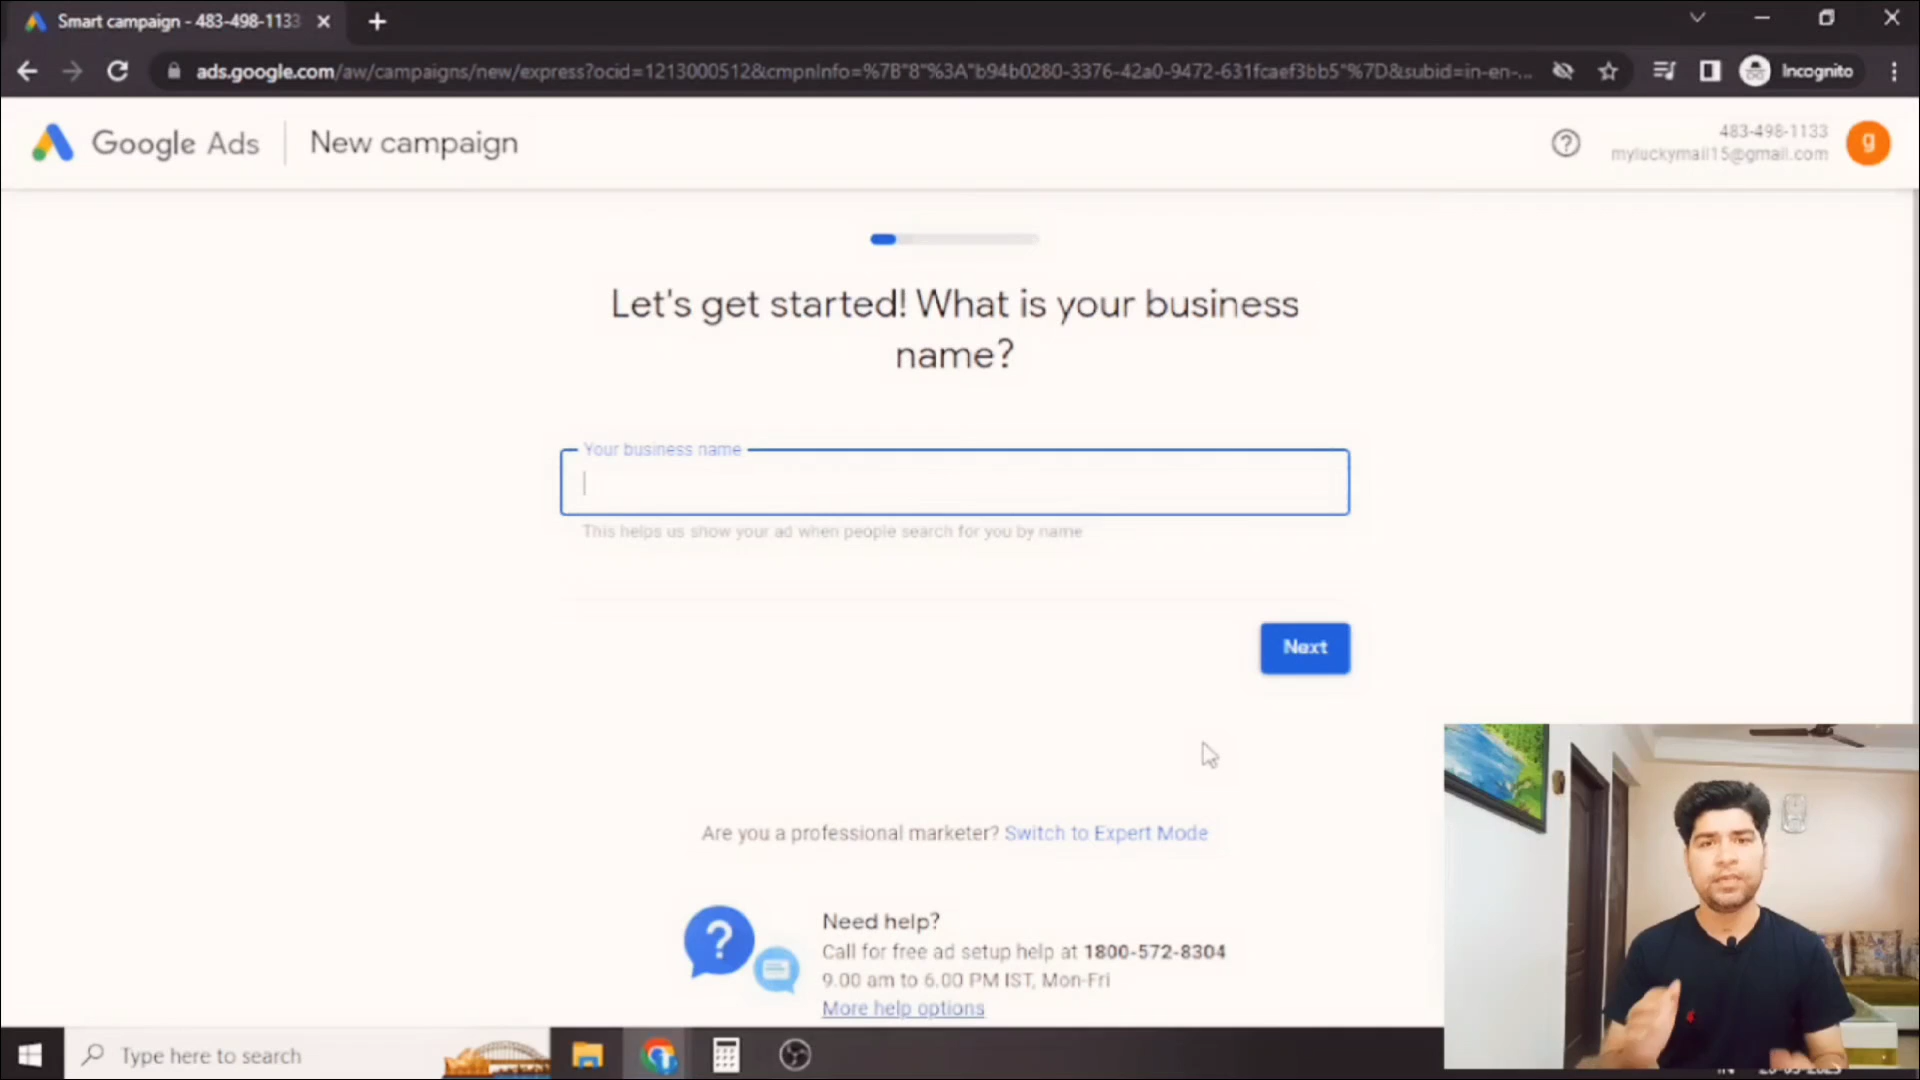 Smart campaign - 483-498-1133
ads.google.com/aw/campaigns/new/express?ocid=1213000512&cmpnInfo=%7B"8"%3A"b94b0280-3376-42a0-9472-631fcaef3bb5"%7D&subid=in-en-...
Incognito
Google Ads
New campaign
483-498-1133
myluckymail15@gmail.com
g
Let's get started! What is your business
name?
Your business name
This helps us show your ad when people search for you by name
Next
Are you a professional marketer? Switch to Expert Mode
Need help?
Call for free ad setup help at 1800-572-8304
9.00 am to 6.00 PM IST, Mon-Fri
More help options
Type here to search